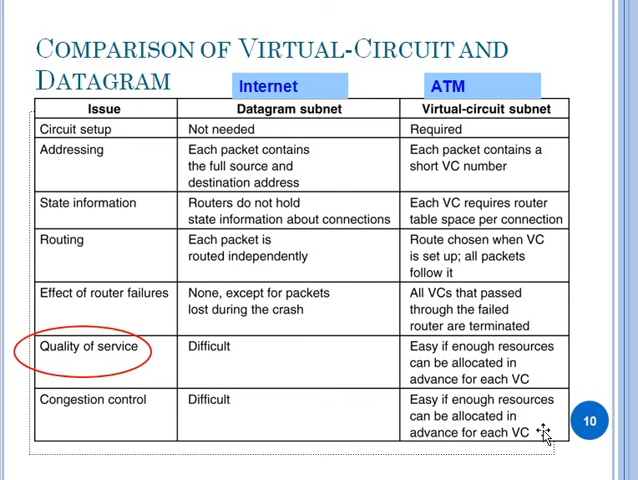 COMPARISON OF VIRTUAL-CIRCUIT AND
DATAGRAM
Internet
ATM
Issue
Datagram subnet
Virtual-circuit subnet
Circuit setup
Not needed
Required
Addressing
Each packet contains
the full source and
destination address
Each packet contains a
short VC number
State information
Routers do not hold
state information about connections
Each VC requires router
table space per connection
Routing
Each packet is
routed independently
Route chosen when VC
is set up; all packets
follow it
Effect of router failures
None, except for packets
lost during the crash
All VCs that passed
through the failed
router are terminated
Quality of service
Difficult
Easy if enough resources
can be allocated in
advance for each VC
Congestion control
Difficult
Easy if enough resources
can be allocated in
advance for each VC
10